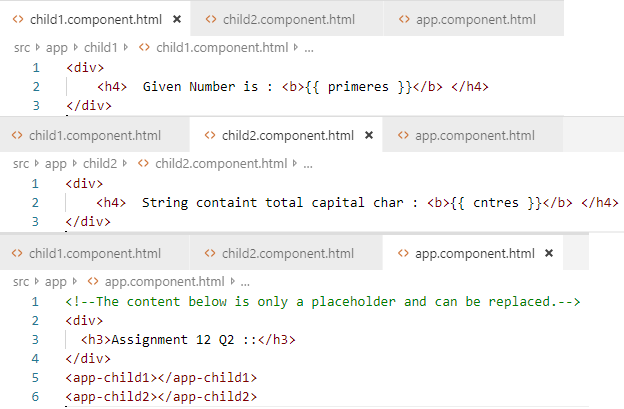 child1.component.html × child2.component.html app.component.html
src app child1 child1.component.html ...
1 <div>
2 <h4>  Given Number is : <b>{{ primeres }}</b> </h4>
3 </div>
child1.component.html child2.component.html × app.component.html
src app child2 child2.component.html ...
1 <div>
2 <h4>  String containt total capital char : <b>{{ cntres }}</b> </h4>
3 </div>
child1.component.html child2.component.html app.component.html ×
src app app.component.html ...
1 <!--The content below is only a placeholder and can be replaced.-->
2 <div>
3 <h3>Assignment 12 Q2 ::</h3>
4 </div>
5 <app-child1></app-child1>
6 <app-child2></app-child2>